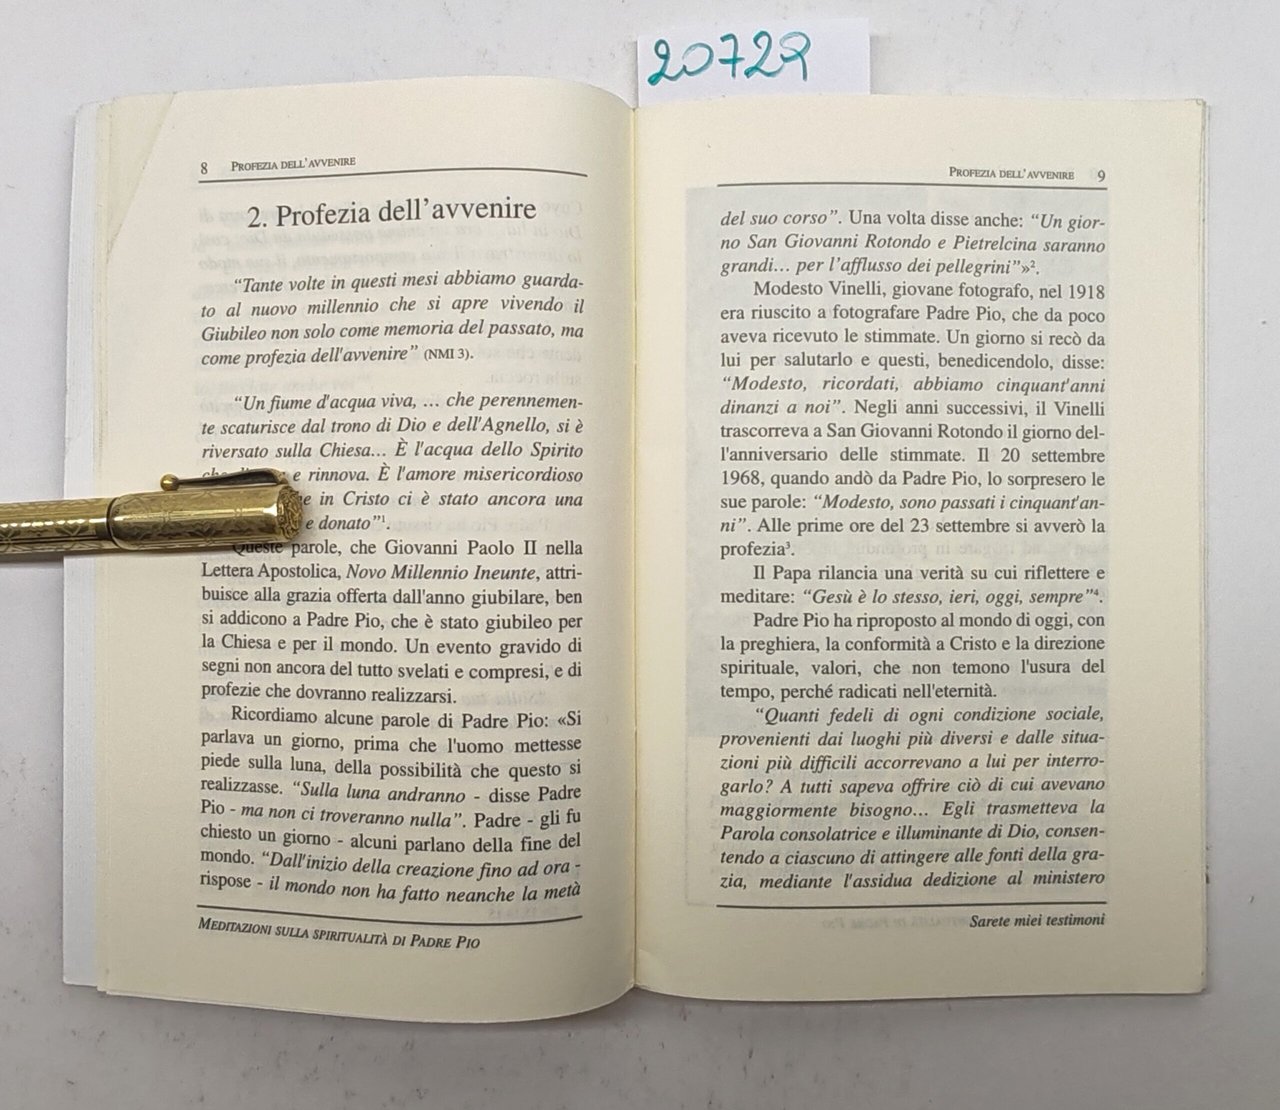 20729
8 PROFEZIA DELL'AVVENIRE
2. Profezia dell'avvenire
“Tante volte in questi mesi abbiamo guarda-
to al nuovo millennio che si apre vivendo il
Giubileo non solo come memoria del passato, ma
come profezia dell'avvenire” (NMI 3).
“Un fiume d'acqua viva, … che perennemen-
te scaturisce dal trono di Dio e dell'Agnello, si è
riversato sulla Chiesa… È l'acqua dello Spirito
e rinnova. È l'amore misericordioso
in Cristo ci è stato ancora una
e donato”¹.
Queste parole, che Giovanni Paolo II nella
Lettera Apostolica, Novo Millennio Ineunte, attri-
buisce alla grazia offerta dall'anno giubilare, ben
si addicono a Padre Pio, che è stato giubileo per
la Chiesa e per il mondo. Un evento gravido di
segni non ancora del tutto svelati e compresi, e di
profezie che dovranno realizzarsi.
Ricordiamo alcune parole di Padre Pio: «Si
parlava un giorno, prima che l'uomo mettesse
piede sulla luna, della possibilità che questo si
realizzasse. “Sulla luna andranno - disse Padre
Pio - ma non ci troveranno nulla”. Padre - gli fu
chiesto un giorno - alcuni parlano della fine del
mondo. “Dall'inizio della creazione fino ad ora -
rispose - il mondo non ha fatto neanche la metà
MEDITAZIONI SULLA SPIRITUALITÀ DI PADRE PIO
PROFEZIA DELL'AVVENIRE 9
del suo corso”. Una volta disse anche: “Un gior-
no San Giovanni Rotondo e Pietrelcina saranno
grandi… per l'afflusso dei pellegrini”»².
Modesto Vinelli, giovane fotografo, nel 1918
era riuscito a fotografare Padre Pio, che da poco
aveva ricevuto le stimmate. Un giorno si recò da
lui per salutarlo e questi, benedicendolo, disse:
“Modesto, ricordati, abbiamo cinquant'anni
dinanzi a noi”. Negli anni successivi, il Vinelli
trascorreva a San Giovanni Rotondo il giorno del-
l'anniversario delle stimmate. Il 20 settembre
1968, quando andò da Padre Pio, lo sorpresero le
sue parole: “Modesto, sono passati i cinquant'an-
ni”. Alle prime ore del 23 settembre si avverò la
profezia³.
Il Papa rilancia una verità su cui riflettere e
meditare: “Gesù è lo stesso, ieri, oggi, sempre”⁴.
Padre Pio ha riproposto al mondo di oggi, con
la preghiera, la conformità a Cristo e la direzione
spirituale, valori, che non temono l'usura del
tempo, perché radicati nell'eternità.
“Quanti fedeli di ogni condizione sociale,
provenienti dai luoghi più diversi e dalle situa-
zioni più difficili accorrevano a lui per interro-
garlo? A tutti sapeva offrire ciò di cui avevano
maggiormente bisogno… Egli trasmetteva la
Parola consolatrice e illuminante di Dio, consen-
tendo a ciascuno di attingere alle fonti della gra-
zia, mediante l'assidua dedizione al ministero
Sarete miei testimoni